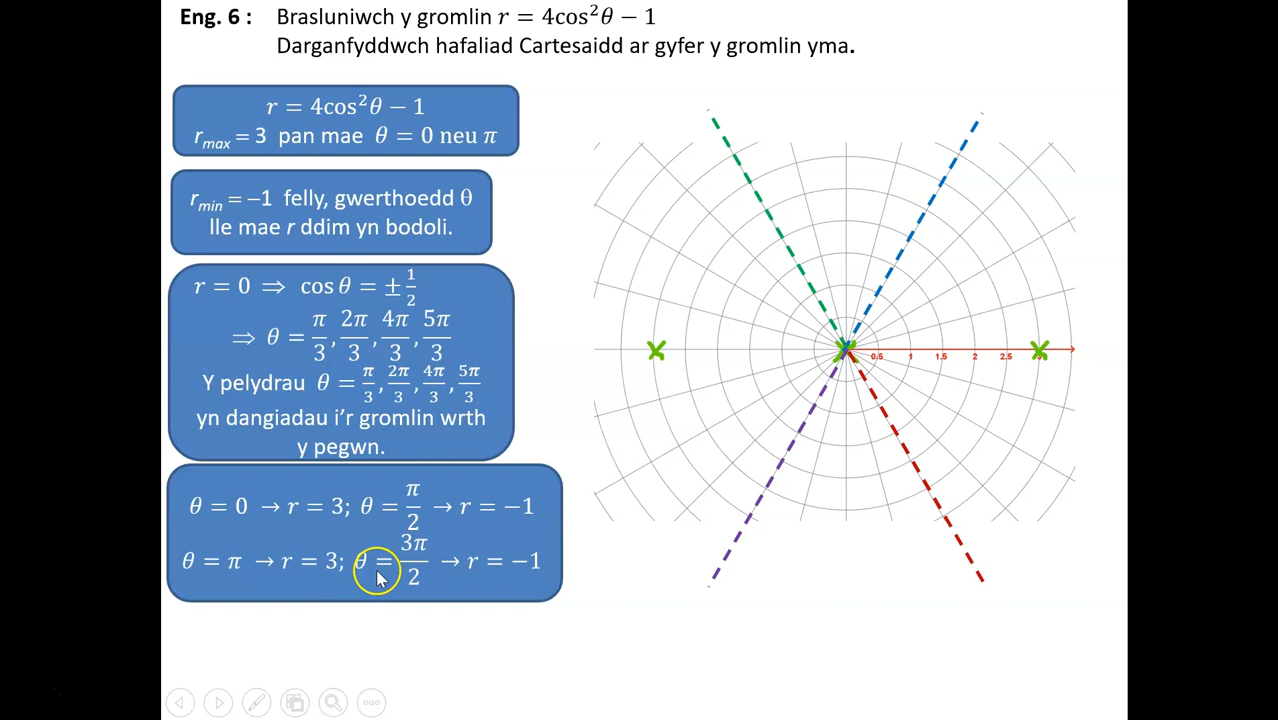 Eng. 6 : Brasluniwch y gromlin r = 4cos²θ − 1
Darganfyddwch hafaliad Cartesaidd ar gyfer y gromlin yma.
r = 4cos²θ − 1
r_max = 3 pan mae θ = 0 neu π
r_min = −1 felly, gwerthoedd θ
lle mae r ddim yn bodoli.
r = 0 ⇒ cos θ = ± 1/2
⇒ θ = π/3, 2π/3, 4π/3, 5π/3
Y pelydrau θ = π/3, 2π/3, 4π/3, 5π/3
yn dangiadau i’r gromlin wrth
y pegwn.
θ = 0 → r = 3; θ = π/2 → r = −1
θ = π → r = 3; θ = 3π/2 → r = −1
0.5 1 1.5 2 2.5